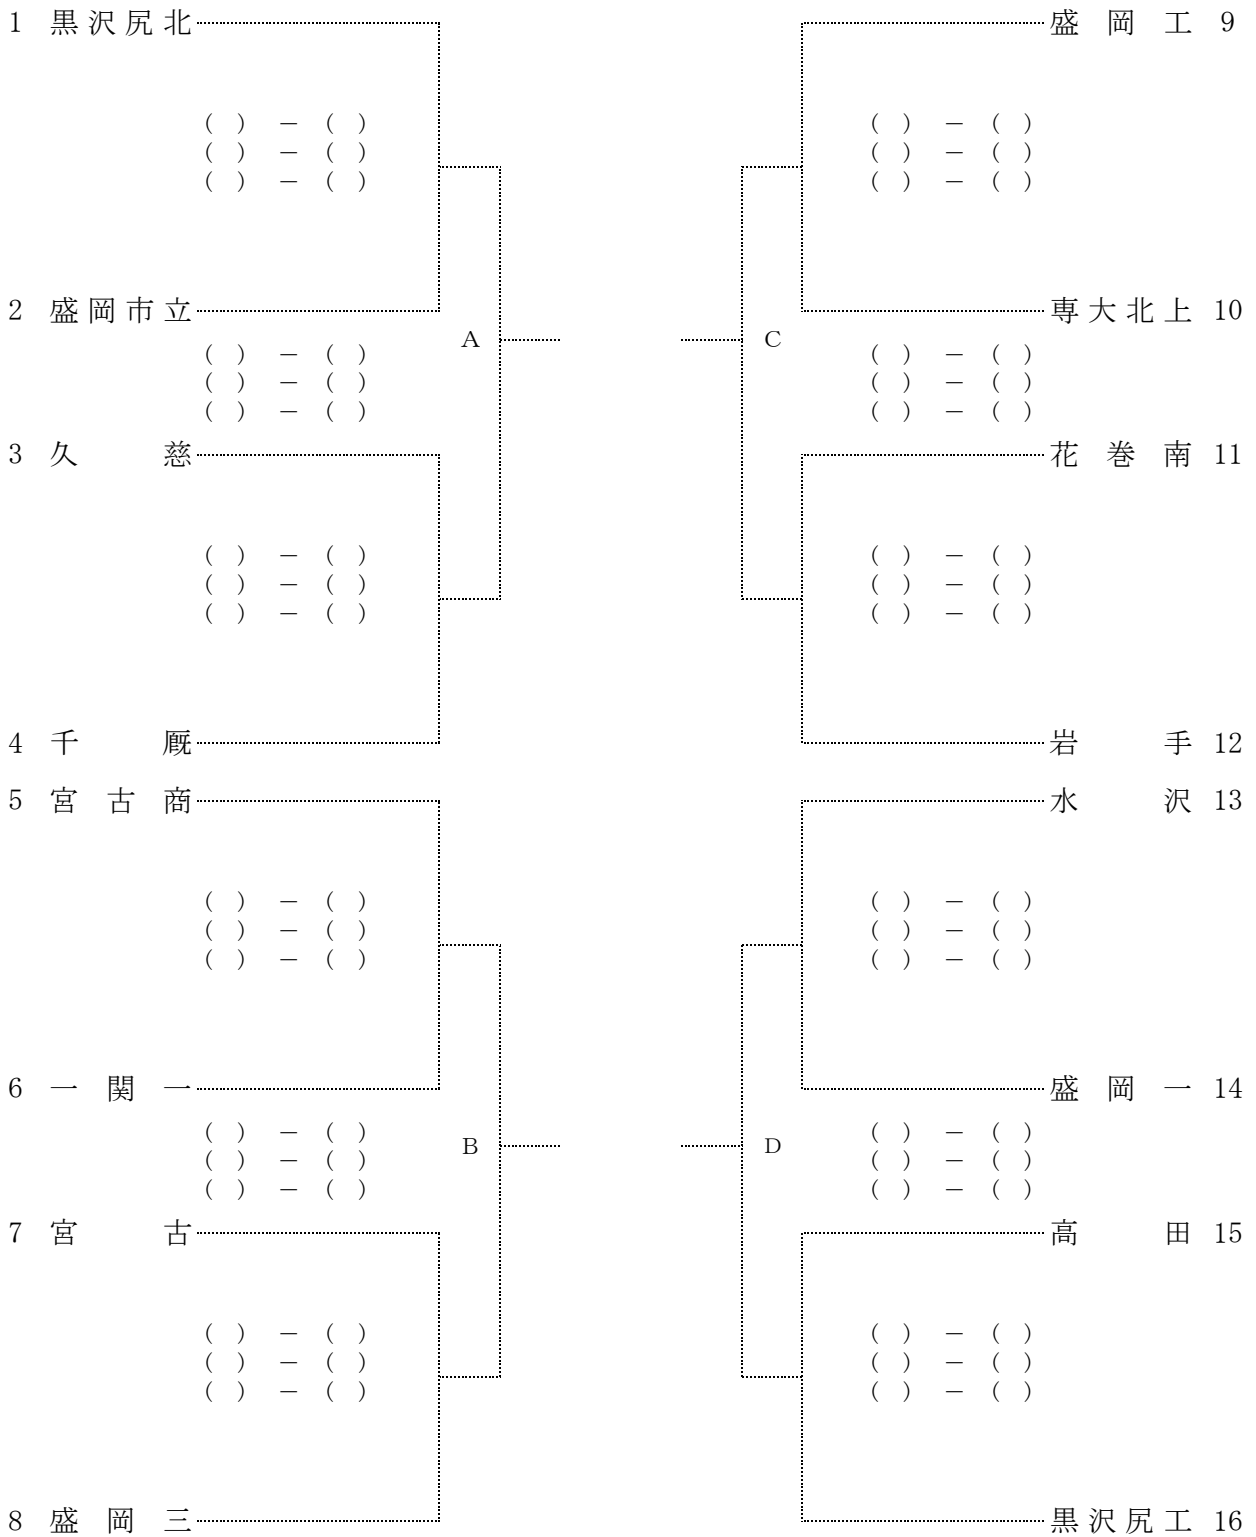 1 黒沢尻北 盛岡工 9
( ) － ( ) ( ) － ( )
( ) － ( ) ( ) － ( )
( ) － ( ) ( ) － ( )
2 盛岡市立 専大北上 10
A C
( ) － ( ) ( ) － ( )
( ) － ( ) ( ) － ( )
( ) － ( ) ( ) － ( )
3 久慈 花巻南 11
( ) － ( ) ( ) － ( )
( ) － ( ) ( ) － ( )
( ) － ( ) ( ) － ( )
4 千厩 岩手 12
5 宮古商 水沢 13
( ) － ( ) ( ) － ( )
( ) － ( ) ( ) － ( )
( ) － ( ) ( ) － ( )
6 一関一 盛岡一 14
( ) － ( ) ( ) － ( )
B D
( ) － ( ) ( ) － ( )
( ) － ( ) ( ) － ( )
7 宮古 高田 15
( ) － ( ) ( ) － ( )
( ) － ( ) ( ) － ( )
( ) － ( ) ( ) － ( )
8 盛岡三 黒沢尻工 16